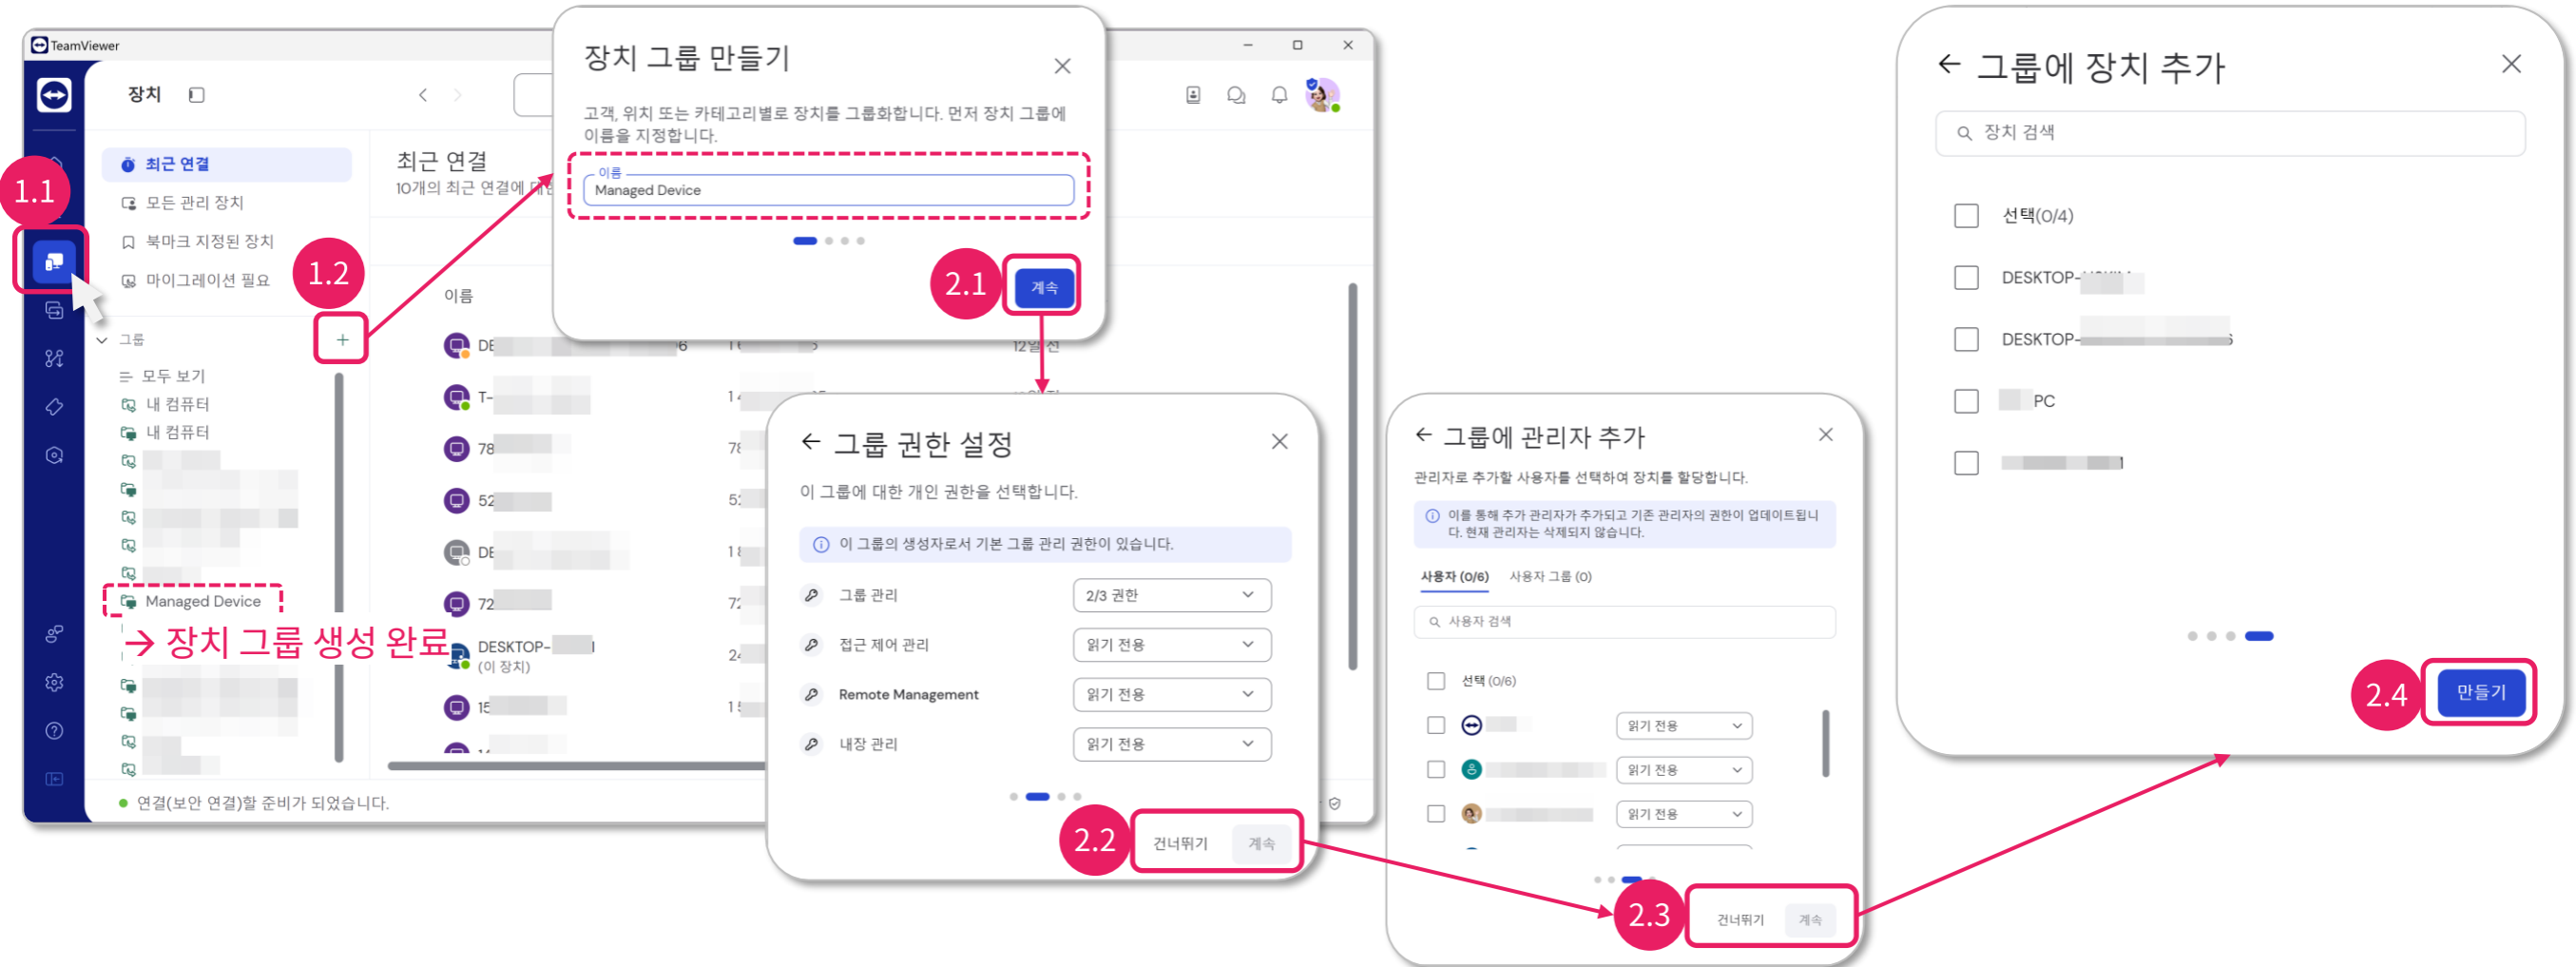 TeamViewer
장치
최근 연결
모든 관리 장치
북마크 지정된 장치
마이그레이션 필요
1.1
1.2
그룹
+
모두 보기
내 컴퓨터
내 컴퓨터
Managed Device
→ 장치 그룹 생성 완료
연결(보안 연결)할 준비가 되었습니다.
최근 연결
10개의 최근 연결에
이름
DE 6 12일 전
T- 14
78 78
52 52
DE 18
72 72
DESKTOP-
(이 장치) 24
15 15
장치 그룹 만들기
고객, 위치 또는 카테고리별로 장치를 그룹화합니다. 먼저 장치 그룹에
이름을 지정합니다.
이름
Managed Device
2.1
계속
← 그룹 권한 설정
이 그룹에 대한 개인 권한을 선택합니다.
이 그룹의 생성자로서 기본 그룹 관리 권한이 있습니다.
그룹 관리 2/3 권한
접근 제어 관리 읽기 전용
Remote Management 읽기 전용
내장 관리 읽기 전용
2.2
건너뛰기 계속
← 그룹에 관리자 추가
관리자로 추가할 사용자를 선택하여 장치를 할당합니다.
이를 통해 추가 관리자가 추가되고 기존 관리자의 권한이 업데이트됩니
다. 현재 관리자는 삭제되지 않습니다.
사용자 (0/6) 사용자 그룹 (0)
사용자 검색
선택 (0/6)
읽기 전용
읽기 전용
읽기 전용
2.3
건너뛰기 계속
← 그룹에 장치 추가
장치 검색
선택(0/4)
DESKTOP-
DESKTOP-
PC
2.4
만들기